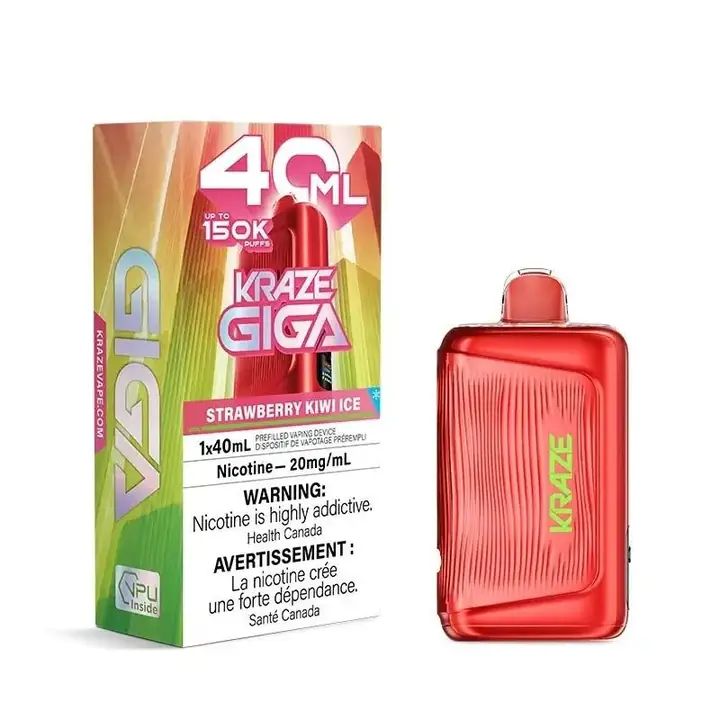 40ML
UP TO
150K
PUFFS
KRAZE
GIGA
STRAWBERRY KIWI ICE
1x40mL PREFILLED VAPING DEVICE
DISPOSITIF DE VAPOTAGE PRÉREMPLI
Nicotine — 20mg/mL
WARNING:
Nicotine is highly addictive.
Health Canada
AVERTISSEMENT :
La nicotine crée
une forte dépendance.
Santé Canada
GIGA
KRAZEVAPE.COM
VPU
Inside
KRAZE